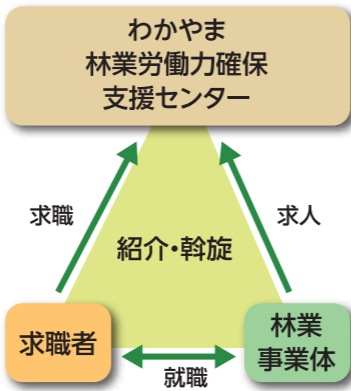 わかやま
林業労働力確保
支援センター
求職
求人
紹介・斡旋
求職者
林業
事業体
就職